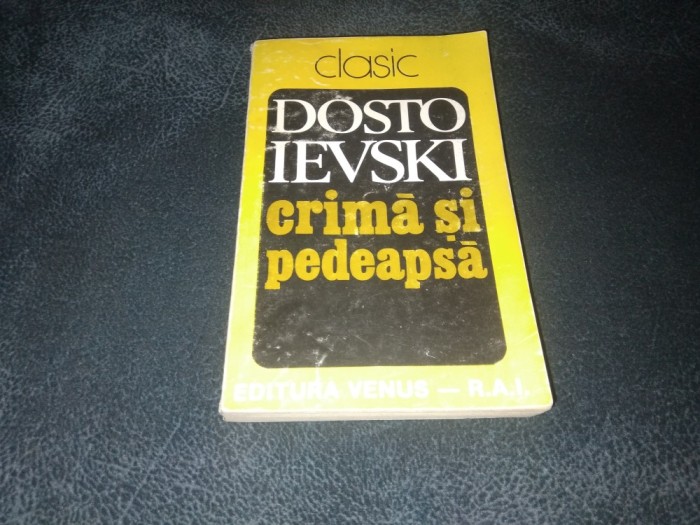 clasic
DOSTO
IEVSKI
crimă și
pedeapsă
EDITURA VENUS — R.A.I.